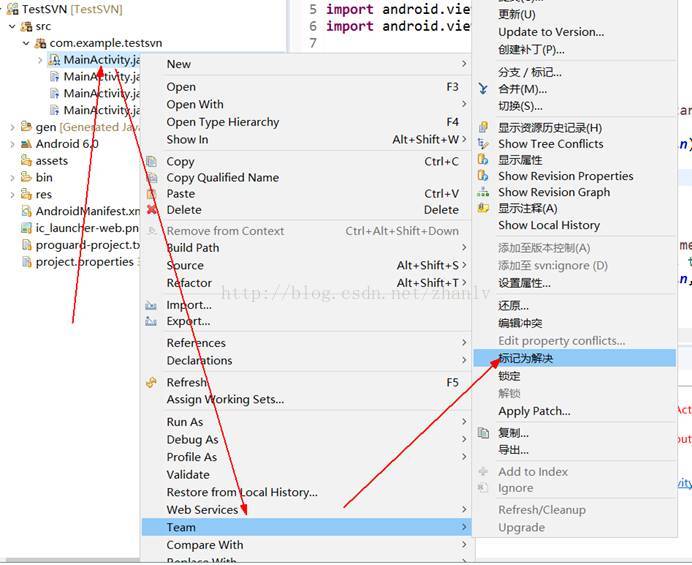 TestSVN [TestSVN]
src
com.example.testsvn
MainActivity.ja
MainActivity.ja
MainActivity.ja
MainActivity.ja
gen [Generated Java
Android 6.0
assets
bin
res
AndroidManifest.xm
ic_launcher-web.pn
proguard-project.tx
project.properties
5 import android.view
6 import android.vie
7
New
Open F3
Open With
Open Type Hierarchy F4
Show In Alt+Shift+W
Copy Ctrl+C
Copy Qualified Name
Paste Ctrl+V
Delete Delete
Remove from Context Ctrl+Alt+Shift+Down
Build Path
Source Alt+Shift+S
Refactor Alt+Shift+T
Import...
Export...
References
Declarations
Refresh F5
Assign Working Sets...
Run As
Debug As
Profile As
Validate
Restore from Local History...
Web Services
Team
Compare With
Replace With
更新(U)
Update to Version...
创建补丁(P)...
分支 / 标记...
合并(M)...
切换(S)...
显示资源历史记录(H)
Show Tree Conflicts
显示属性
Show Revision Properties
Show Revision Graph
显示注释(A)
Show Local History
添加至版本控制(A)
添加至 svn:ignore (D)
设置属性...
还原...
编辑冲突
Edit property conflicts...
标记为解决
锁定
解锁
Apply Patch...
复制...
导出...
Add to Index
Ignore
Refresh/Cleanup
Upgrade
http://blog.csdn.net/zhanlv